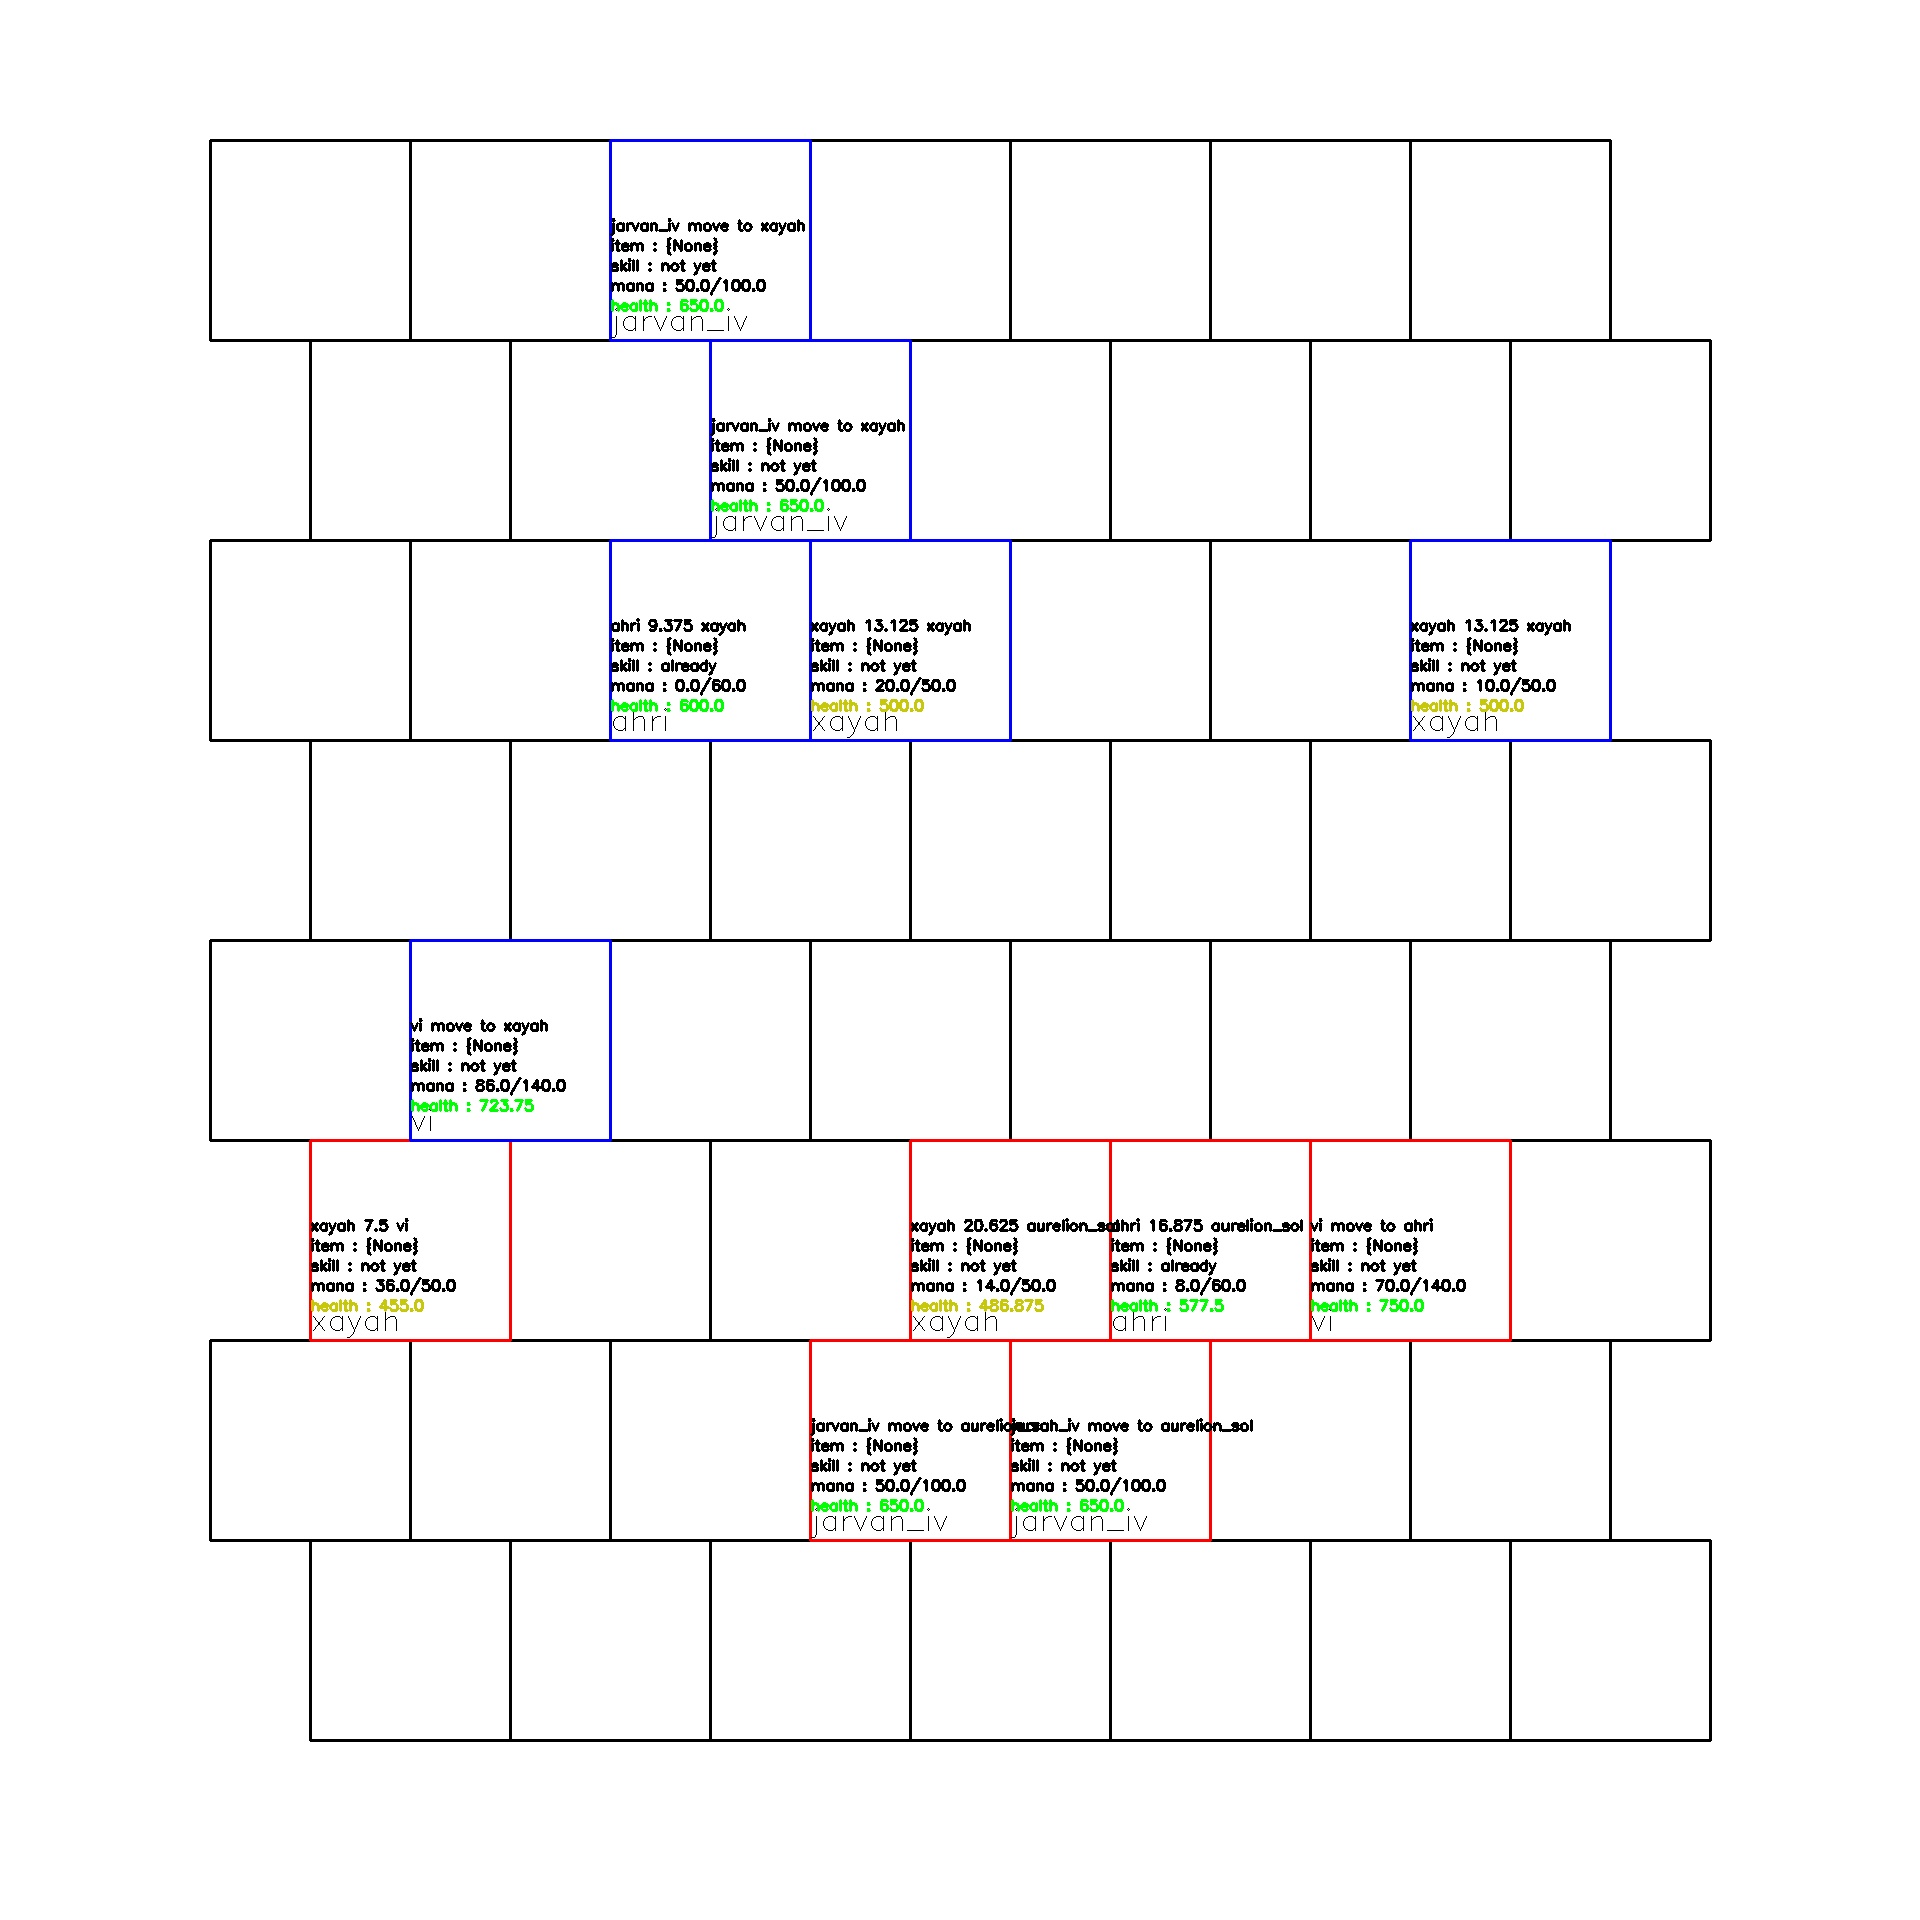 jarvan_iv move to xayah
item : {None}
skill : not yet
mana : 50.0/100.0
health : 650.0
jarvan_iv
jarvan_iv move to xayah
item : {None}
skill : not yet
mana : 50.0/100.0
health : 650.0
jarvan_iv
ahri 9.375 xayah
item : {None}
skill : already
mana : 0.0/60.0
health : 600.0
ahri
xayah 13.125 xayah
item : {None}
skill : not yet
mana : 20.0/50.0
health : 500.0
xayah
xayah 13.125 xayah
item : {None}
skill : not yet
mana : 10.0/50.0
health : 500.0
xayah
vi move to xayah
item : {None}
skill : not yet
mana : 86.0/140.0
health : 723.75
vi
xayah 7.5 vi
item : {None}
skill : not yet
mana : 36.0/50.0
health : 455.0
xayah
xayah 20.625 aurelion_sol
item : {None}
skill : not yet
mana : 14.0/50.0
health : 486.875
xayah
ahri 16.875 aurelion_sol
item : {None}
skill : already
mana : 8.0/60.0
health : 577.5
ahri
vi move to ahri
item : {None}
skill : not yet
mana : 70.0/140.0
health : 750.0
vi
jarvan_iv move to
item : {None}
skill : not yet
mana : 50.0/100.0
health : 650.0
jarvan_iv
jarvan_iv move to aurelion_sol
item : {None}
skill : not yet
mana : 50.0/100.0
health : 650.0
jarvan_iv